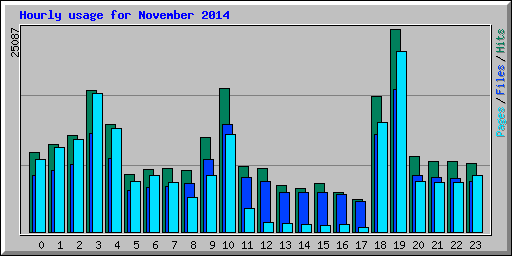 Hourly usage for November 2014
25087
Pages/Files/Hits
0 1 2 3 4 5 6 7 8 9 10 11 12 13 14 15 16 17 18 19 20 21 22 23